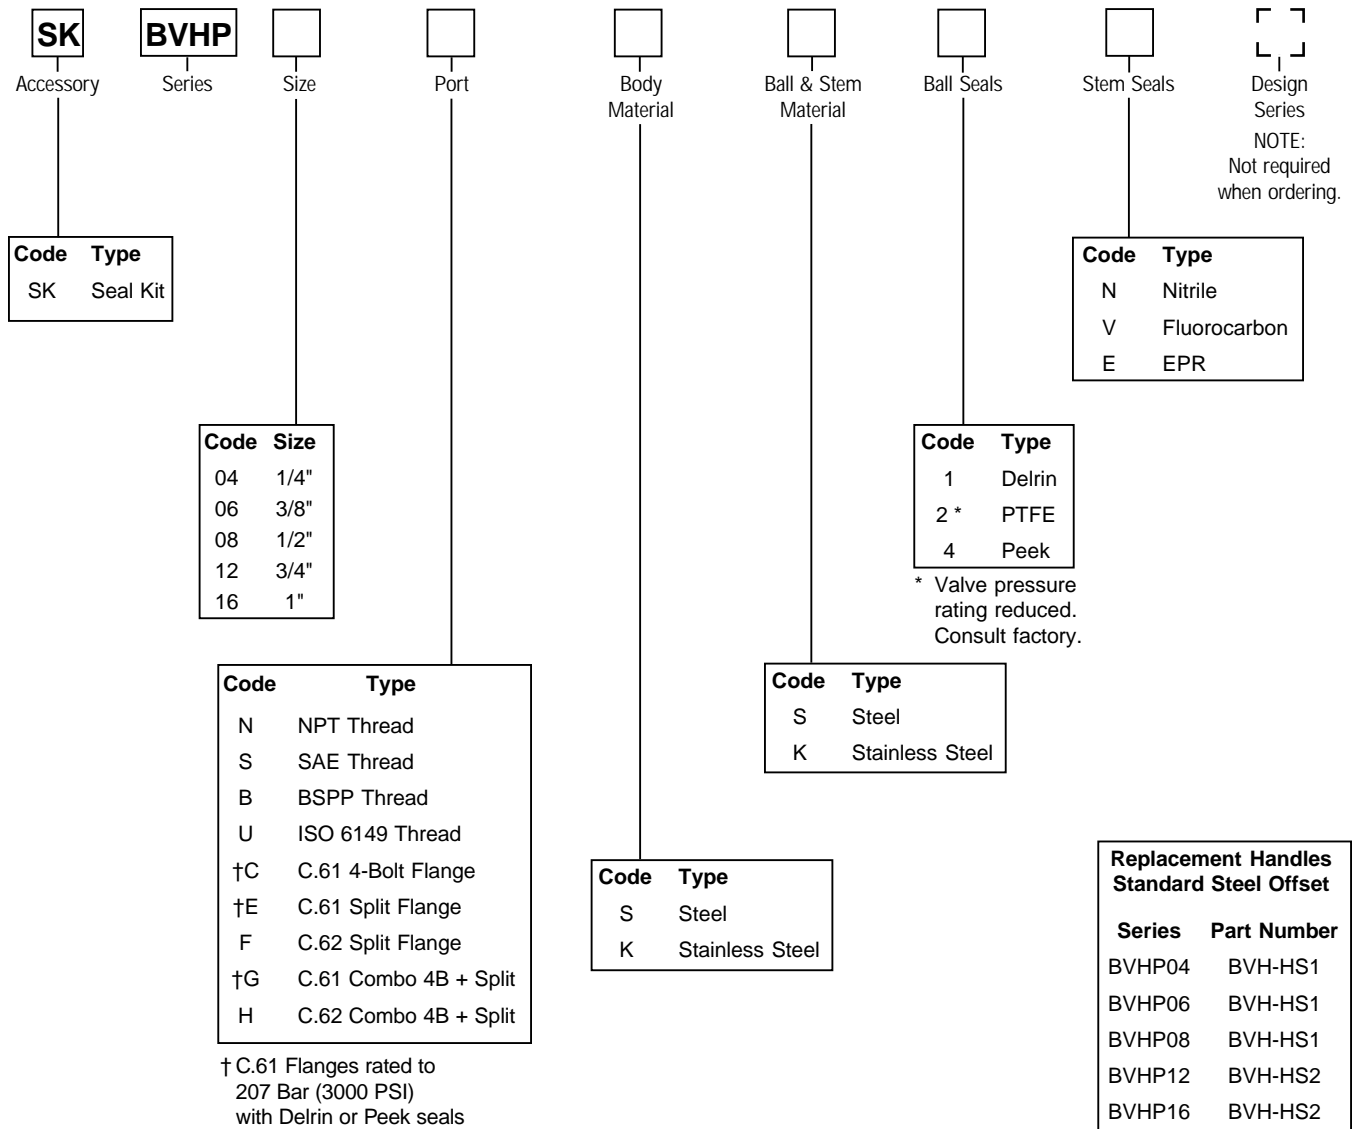 SK BVHP
Accessory Series Size Port Body Material Ball & Stem Material Ball Seals Stem Seals Design Series
NOTE:
Not required
when ordering.
Code Type
SK Seal Kit
Code Type
N Nitrile
V Fluorocarbon
E EPR
Code Size
04 1/4"
06 3/8"
08 1/2"
12 3/4"
16 1"
Code Type
1 Delrin
2 * PTFE
4 Peek
* Valve pressure
rating reduced.
Consult factory.
Code Type
N NPT Thread
S SAE Thread
B BSPP Thread
U ISO 6149 Thread
†C C.61 4-Bolt Flange
†E C.61 Split Flange
F C.62 Split Flange
†G C.61 Combo 4B + Split
H C.62 Combo 4B + Split
† C.61 Flanges rated to
207 Bar (3000 PSI)
with Delrin or Peek seals
Code Type
S Steel
K Stainless Steel
Code Type
S Steel
K Stainless Steel
Replacement Handles
Standard Steel Offset
Series Part Number
BVHP04 BVH-HS1
BVHP06 BVH-HS1
BVHP08 BVH-HS1
BVHP12 BVH-HS2
BVHP16 BVH-HS2